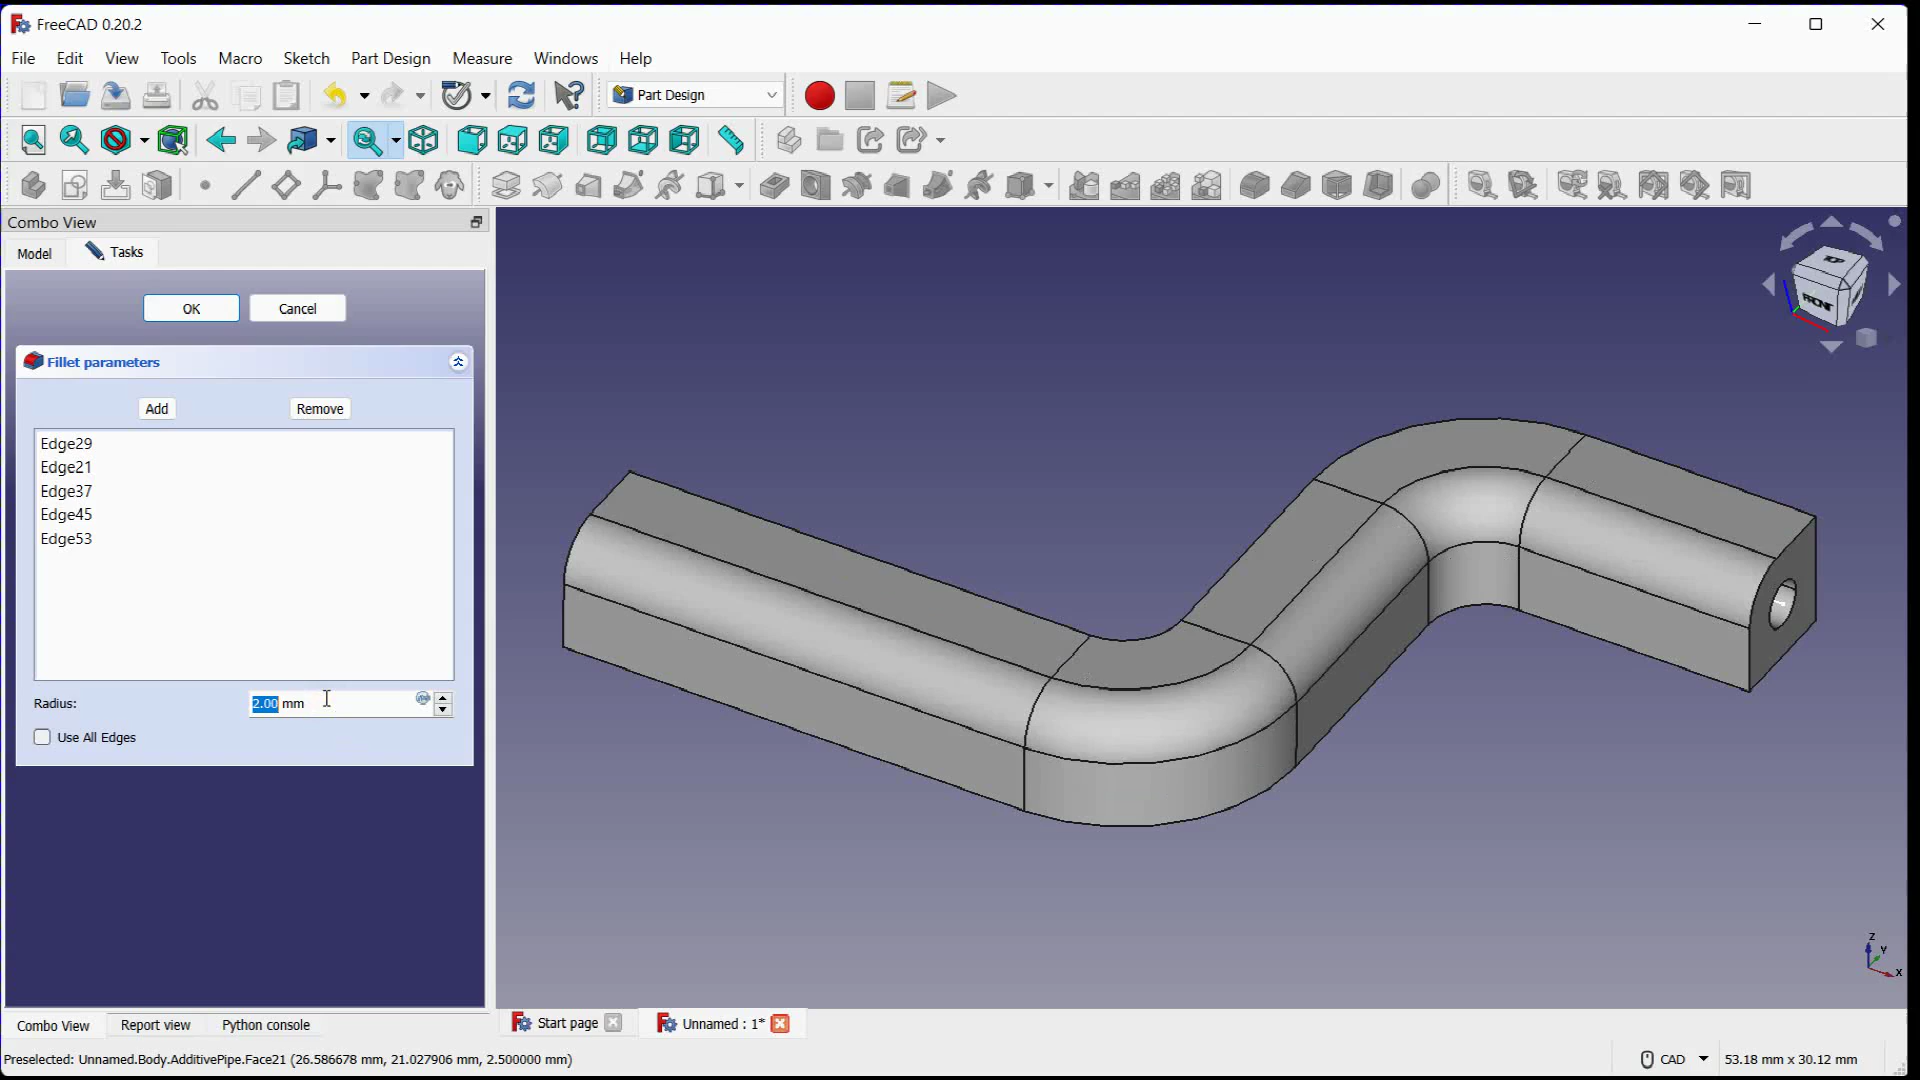 FreeCAD 0.20.2
File Edit View Tools Macro Sketch Part Design Measure Windows Help
Part Design
Combo View
Model Tasks
OK Cancel
Fillet parameters
Add Remove
Edge29
Edge21
Edge37
Edge45
Edge53
Radius: 2.00 mm
Use All Edges
TOP
FRONT
Z
Y
X
Combo View Report view Python console
Start page Unnamed : 1*
Preselected: Unnamed.Body.AdditivePipe.Face21 (26.586678 mm, 21.027906 mm, 2.500000 mm)
CAD 53.18 mm x 30.12 mm